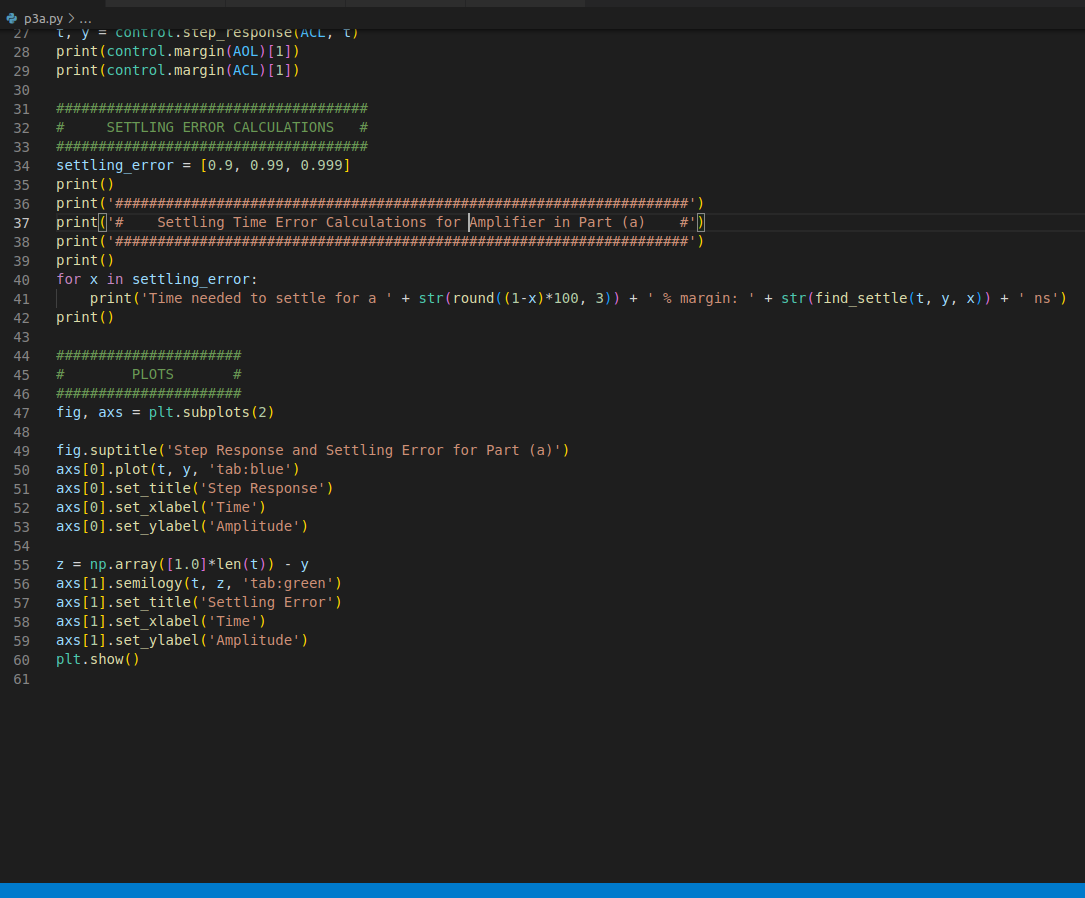 p3a.py > ...
27 t, y = control.step_response(ACL, t)
28 print(control.margin(AOL)[1])
29 print(control.margin(ACL)[1])
30
31 #####################################
32 #     SETTLING ERROR CALCULATIONS   #
33 #####################################
34 settling_error = [0.9, 0.99, 0.999]
35 print()
36 print('####################################################################')
37 print('#    Settling Time Error Calculations for Amplifier in Part (a)    #')
38 print('####################################################################')
39 print()
40 for x in settling_error:
41     print('Time needed to settle for a ' + str(round((1-x)*100, 3)) + ' % margin: ' + str(find_settle(t, y, x)) + ' ns')
42 print()
43
44 ######################
45 #        PLOTS       #
46 ######################
47 fig, axs = plt.subplots(2)
48
49 fig.suptitle('Step Response and Settling Error for Part (a)')
50 axs[0].plot(t, y, 'tab:blue')
51 axs[0].set_title('Step Response')
52 axs[0].set_xlabel('Time')
53 axs[0].set_ylabel('Amplitude')
54
55 z = np.array([1.0]*len(t)) - y
56 axs[1].semilogy(t, z, 'tab:green')
57 axs[1].set_title('Settling Error')
58 axs[1].set_xlabel('Time')
59 axs[1].set_ylabel('Amplitude')
60 plt.show()
61